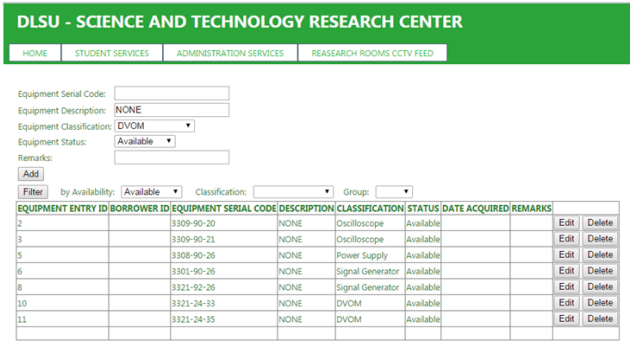 DLSU - SCIENCE AND TECHNOLOGY RESEARCH CENTER
HOME STUDENT SERVICES ADMINISTRATION SERVICES REASEARCH ROOMS CCTV FEED
Equipment Serial Code:
Equipment Description: NONE
Equipment Classification: DVOM
Equipment Status: Available
Remarks:
Add
Filter by Availability: Available Classification: Group:
EQUIPMENT ENTRY ID BORROWER ID EQUIPMENT SERIAL CODE DESCRIPTION CLASSIFICATION STATUS DATE ACQUIRED REMARKS
2 3309-90-20 NONE Oscilloscope Available Edit Delete
3 3309-90-21 NONE Oscilloscope Available Edit Delete
5 3308-90-26 NONE Power Supply Available Edit Delete
6 3301-90-26 NONE Signal Generator Available Edit Delete
8 3321-92-26 NONE Signal Generator Available Edit Delete
10 3321-24-33 NONE DVOM Available Edit Delete
11 3321-24-35 NONE DVOM Available Edit Delete